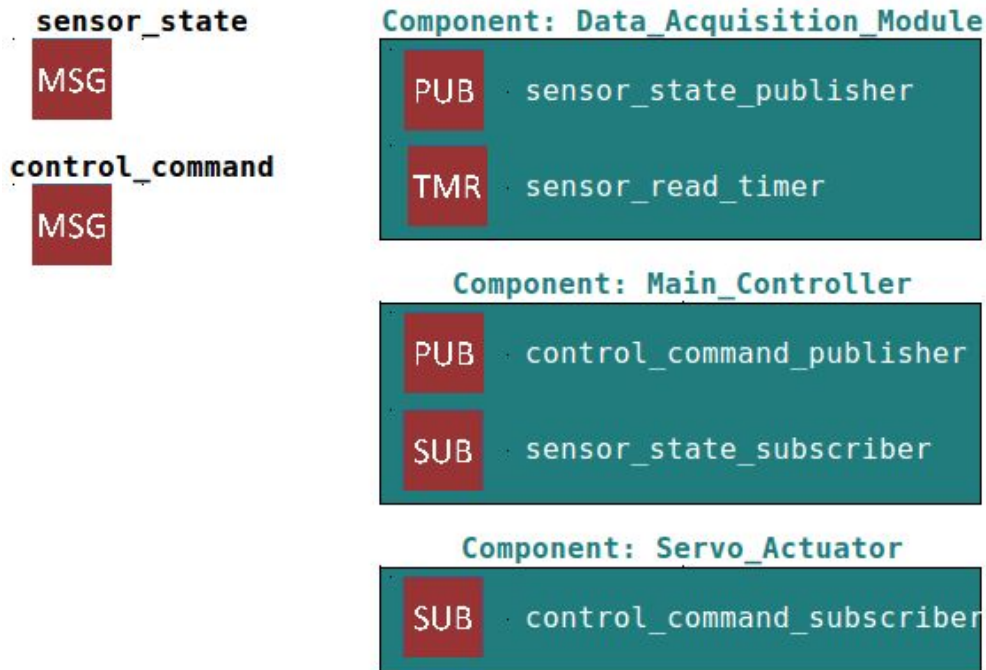 sensor_state
MSG
control_command
MSG
Component: Data_Acquisition_Module
PUB sensor_state_publisher
TMR sensor_read_timer
Component: Main_Controller
PUB control_command_publisher
SUB sensor_state_subscriber
Component: Servo_Actuator
SUB control_command_subscriber